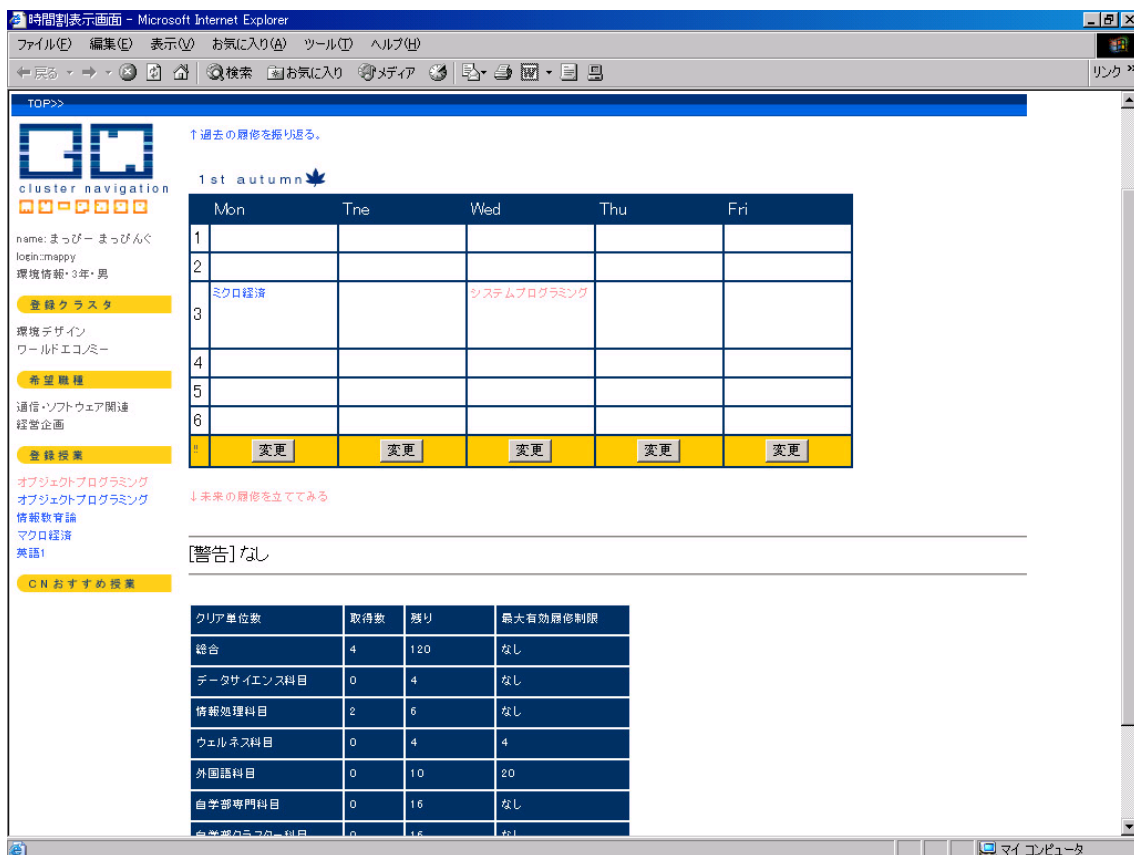 時間割表示画面 - Microsoft Internet Explorer
ファイル(F) 編集(E) 表示(V) お気に入り(A) ツール(T) ヘルプ(H)
戻る 検索 お気に入り メディア リンク »
TOP>>
cluster navigation
name: まっぴー まっぴんぐ
login::mappy
環境情報・3年・男
登録クラスタ
環境デザイン
ワールドエコノミー
希望職種
通信・ソフトウェア関連
経営企画
登録授業
オブジェクトプログラミング
オブジェクトプログラミング
情報教育論
マクロ経済
英語1
CNおすすめ授業
↑過去の履修を振り返る。
1st autumn
Mon Tne Wed Thu Fri
1
2
3 ミクロ経済 システムプログラミング
4
5
6
!! 変更 変更 変更 変更 変更
↓未来の履修を立ててみる
[警告] なし
クリア単位数 取得数 残り 最大有効履修制限
総合 4 120 なし
データサイエンス科目 0 4 なし
情報処理科目 2 6 なし
ウェルネス科目 0 4 4
外国語科目 0 10 20
自学部専門科目 0 16 なし
自学部クラスター科目 0 16 なし
マイ コンピュータ